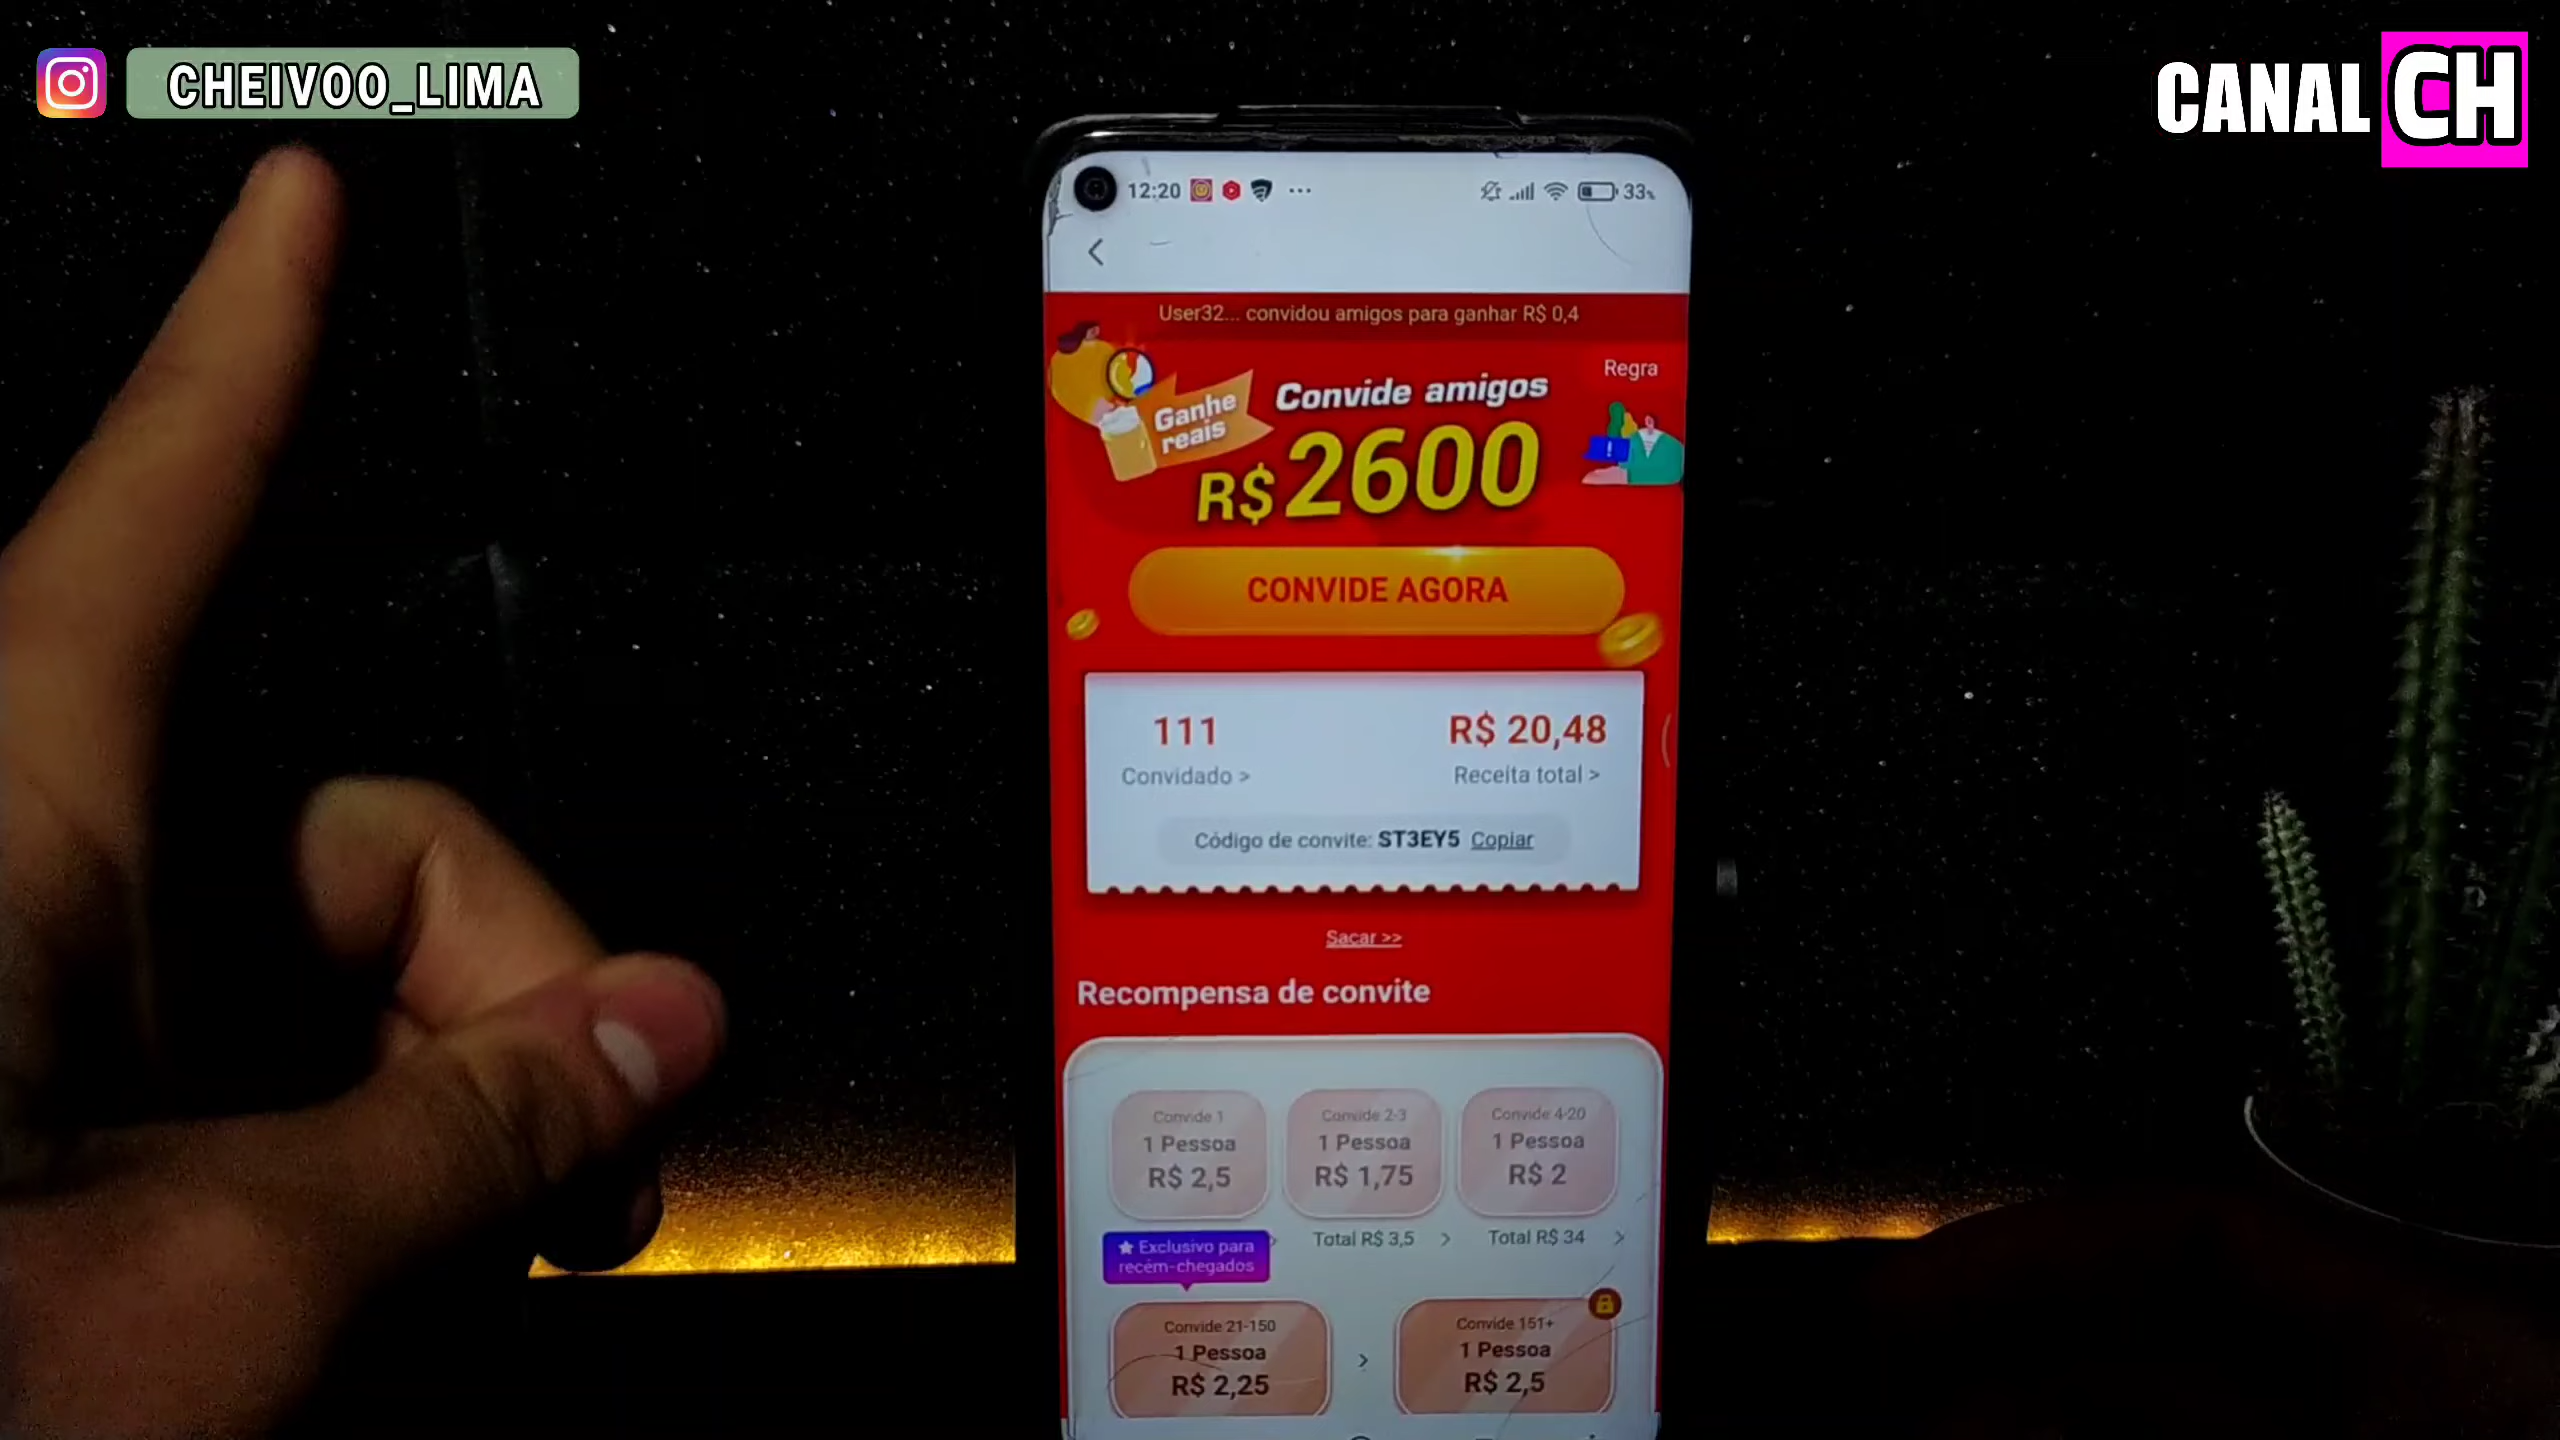 CHEIVOO_LIMA
CANAL CH
12:20
33%
User32... convidou amigos para ganhar R$ 0,4
Regra
Ganhe
reais
Convide amigos
R$ 2600
CONVIDE AGORA
111
R$ 20,48
Convidado >
Receita total >
Código de convite: ST3EY5 Copiar
Sacar >>
Recompensa de convite
Convide 1
1 Pessoa
R$ 2,5
Convide 2-3
1 Pessoa
R$ 1,75
Convide 4-20
1 Pessoa
R$ 2
Total R$ 3,5 >
Total R$ 34 >
Exclusivo para
recém-chegados
Convide 21-150
1 Pessoa
R$ 2,25
Convide 151+
1 Pessoa
R$ 2,5